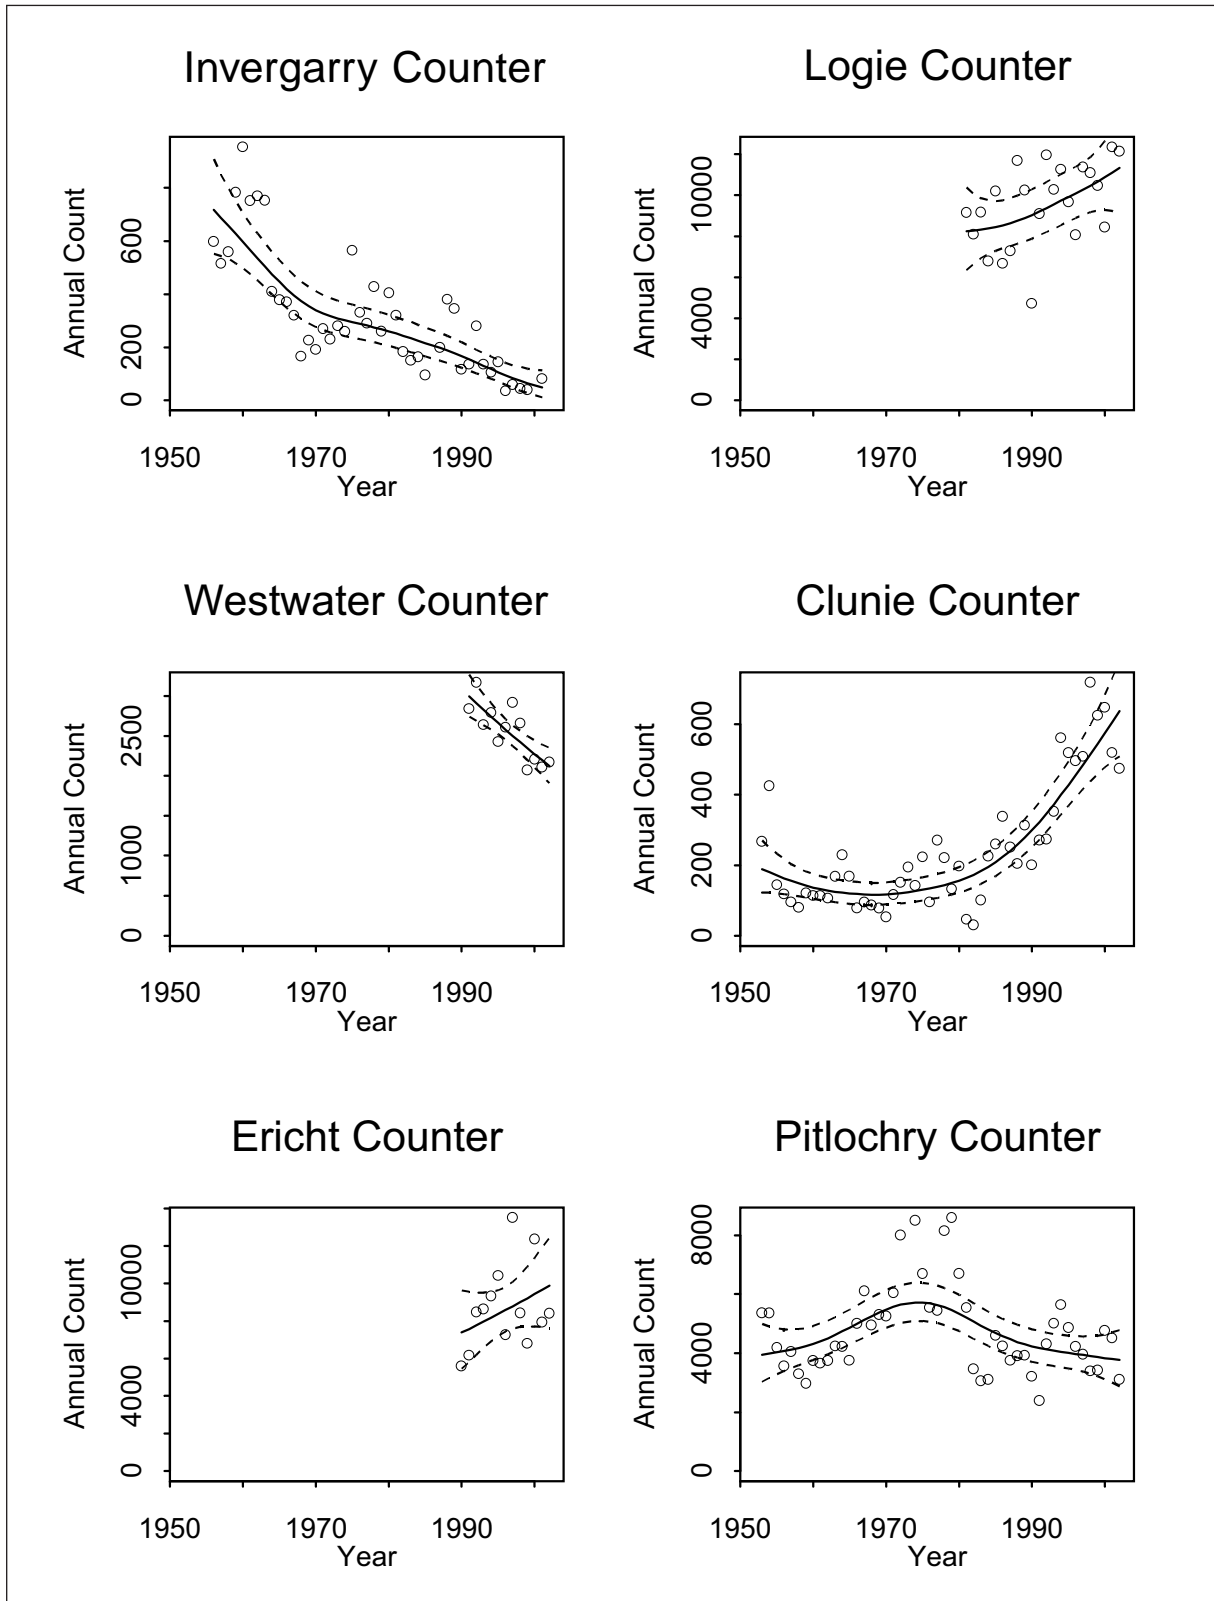 Invergarry Counter
Annual Count
0 200 600
1950 1970 1990
Year
Logie Counter
Annual Count
0 4000 10000
1950 1970 1990
Year
Westwater Counter
Annual Count
0 1000 2500
1950 1970 1990
Year
Clunie Counter
Annual Count
0 200 400 600
1950 1970 1990
Year
Ericht Counter
Annual Count
0 4000 10000
1950 1970 1990
Year
Pitlochry Counter
Annual Count
0 4000 8000
1950 1970 1990
Year